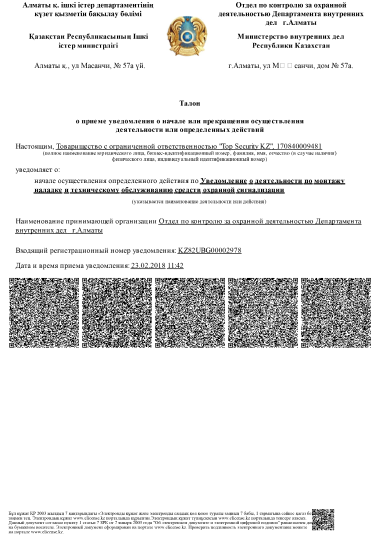 Алматы қ. ішкі істер департаментінің
күзет қызметін бақылау бөлімі
Қазақстан Республикасының Ішкі
істер министрлігі
Алматы қ., ул Масанчи, № 57а үй.
Отдел по контролю за охранной
деятельностью Департамента внутренних
дел г.Алматы
Министерство внутренних дел
Республики Казахстан
г.Алматы, ул М□□санчи, дом № 57а.
Талон
о приеме уведомления о начале или прекращении осуществления
деятельности или определенных действий
Настоящим, Товарищество с ограниченной ответственностью "Top Security KZ", 170840009481
(полное наименование юридического лица, бизнес-идентификационный номер, фамилия, имя, отчество (в случае наличия)
физического лица, индивидуальный идентификационный номер)
уведомляет о:
начале осуществления определенного действия по Уведомление о деятельности по монтажу
наладке и техническому обслуживанию средств охранной сигнализации
(указывается наименование деятельности или действия)
Наименование принимающей организации Отдел по контролю за охранной деятельностью Департамента
внутренних дел г.Алматы
Входящий регистрационный номер уведомления: KZ82UBG00002978
Дата и время приема уведомления: 23.02.2018 11:42